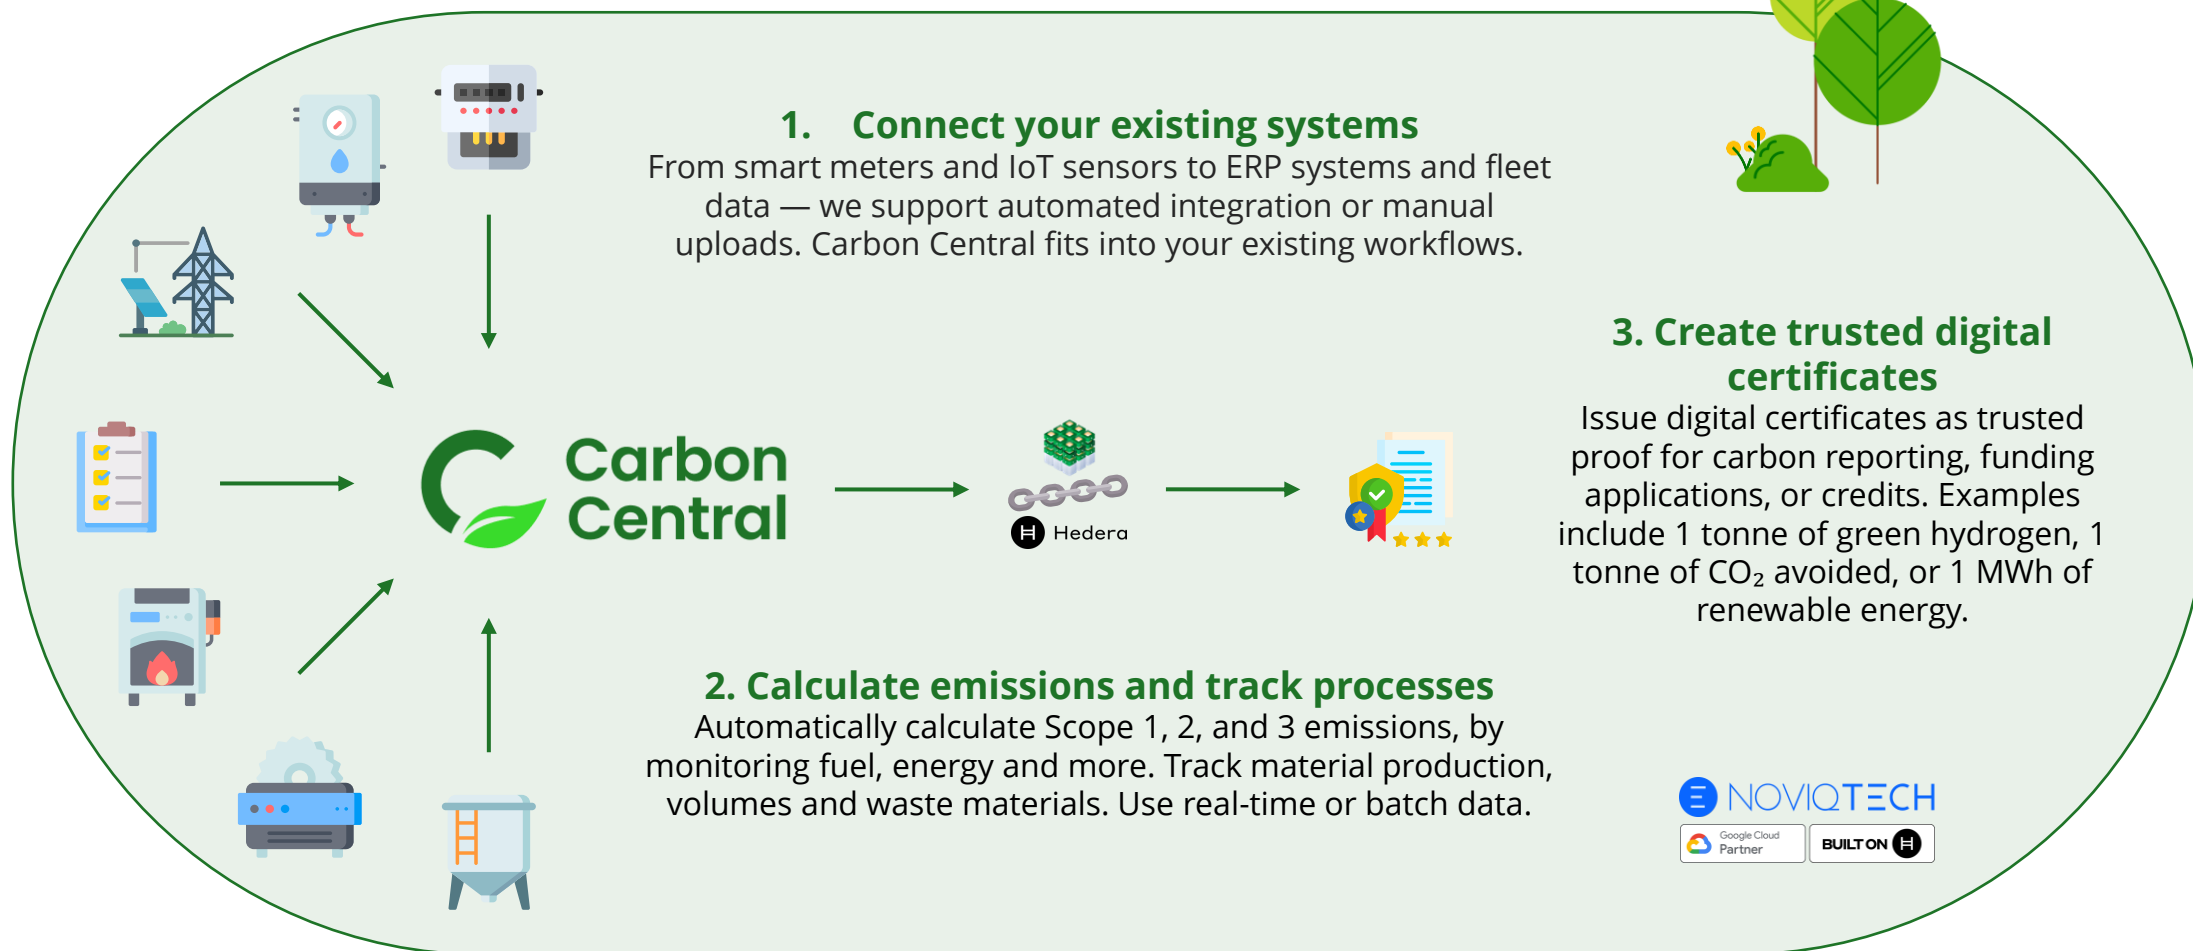 1. Connect your existing systems
From smart meters and IoT sensors to ERP systems and fleet
data — we support automated integration or manual
uploads. Carbon Central fits into your existing workflows.
Carbon
Central
Hedera
3. Create trusted digital
certificates
Issue digital certificates as trusted
proof for carbon reporting, funding
applications, or credits. Examples
include 1 tonne of green hydrogen, 1
tonne of CO₂ avoided, or 1 MWh of
renewable energy.
2. Calculate emissions and track processes
Automatically calculate Scope 1, 2, and 3 emissions, by
monitoring fuel, energy and more. Track material production,
volumes and waste materials. Use real-time or batch data.
NOVIQTECH
Google Cloud
Partner
BUILT ON